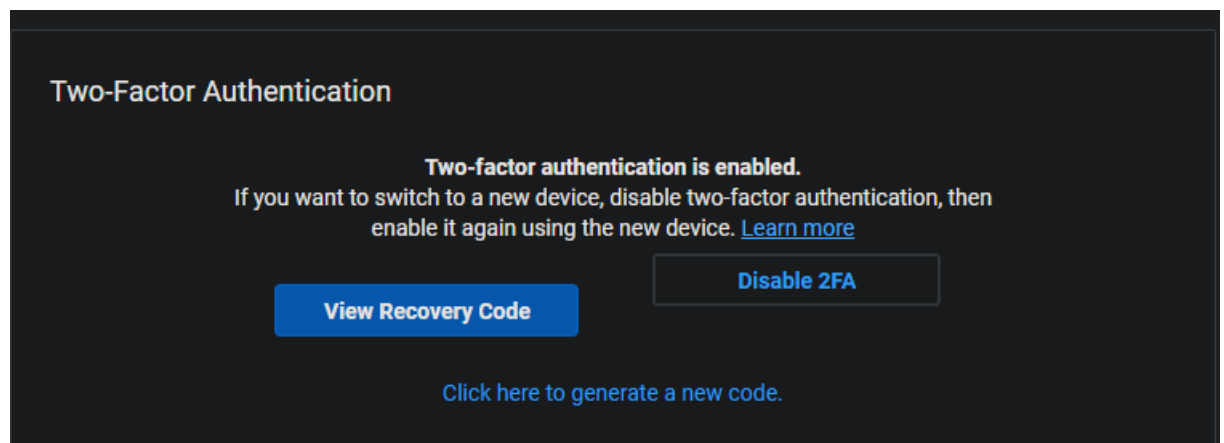 Two-Factor Authentication
Two-factor authentication is enabled.
If you want to switch to a new device, disable two-factor authentication, then
enable it again using the new device. Learn more
View Recovery Code
Disable 2FA
Click here to generate a new code.